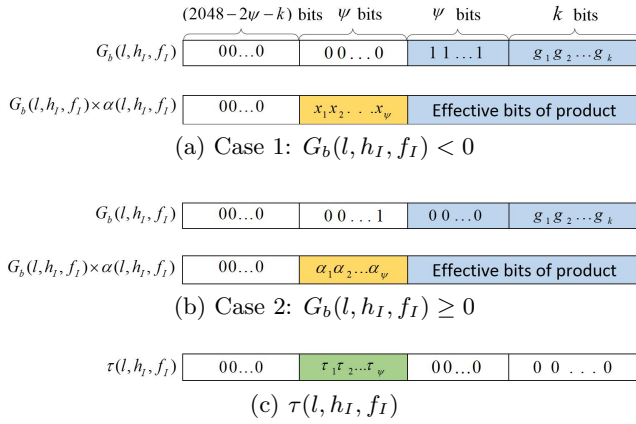 (2048−2ψ−k) bits ψ bits ψ bits k bits
G_b(l, h_I, f_I) 00...0 00...0 11...1 g_1 g_2 ... g_k
G_b(l, h_I, f_I)×α(l, h_I, f_I) 00...0 x_1 x_2 . . . x_ψ Effective bits of product
(a) Case 1: G_b(l, h_I, f_I) < 0
G_b(l, h_I, f_I) 00...0 00...1 00...0 g_1 g_2 ... g_k
G_b(l, h_I, f_I)×α(l, h_I, f_I) 00...0 α_1 α_2 ... α_ψ Effective bits of product
(b) Case 2: G_b(l, h_I, f_I) ≥ 0
τ(l, h_I, f_I) 00...0 τ_1 τ_2 ... τ_ψ 00...0 0 0 . . . 0
(c) τ(l, h_I, f_I)